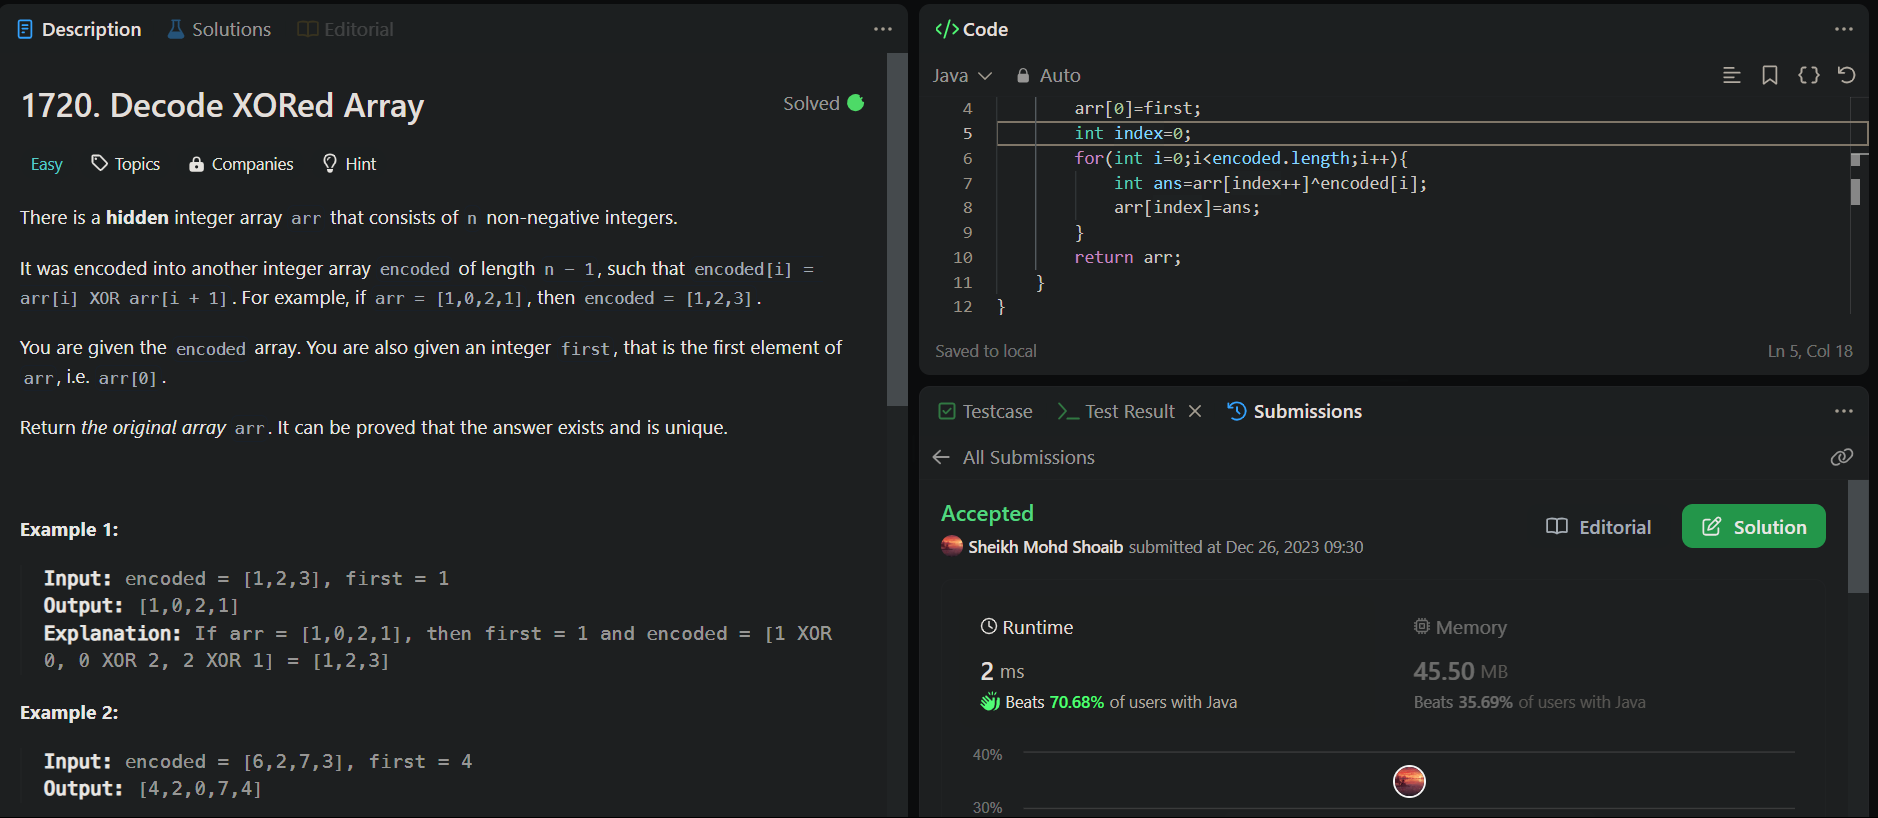 Description Solutions Editorial
1720. Decode XORed Array
Solved
Easy Topics Companies Hint
There is a hidden integer array arr that consists of n non-negative integers.
It was encoded into another integer array encoded of length n - 1, such that encoded[i] =
arr[i] XOR arr[i + 1]. For example, if arr = [1,0,2,1], then encoded = [1,2,3].
You are given the encoded array. You are also given an integer first, that is the first element of
arr, i.e. arr[0].
Return the original array arr. It can be proved that the answer exists and is unique.
Example 1:
Input: encoded = [1,2,3], first = 1
Output: [1,0,2,1]
Explanation: If arr = [1,0,2,1], then first = 1 and encoded = [1 XOR
0, 0 XOR 2, 2 XOR 1] = [1,2,3]
Example 2:
Input: encoded = [6,2,7,3], first = 4
Output: [4,2,0,7,4]
</> Code
Java Auto
4 arr[0]=first;
5 int index=0;
6 for(int i=0;i<encoded.length;i++){
7 int ans=arr[index++]^encoded[i];
8 arr[index]=ans;
9 }
10 return arr;
11 }
12 }
Saved to local Ln 5, Col 18
Testcase Test Result Submissions
All Submissions
Accepted
Sheikh Mohd Shoaib submitted at Dec 26, 2023 09:30
Editorial Solution
Runtime
2 ms
Beats 70.68% of users with Java
Memory
45.50 MB
Beats 35.69% of users with Java
40%
30%